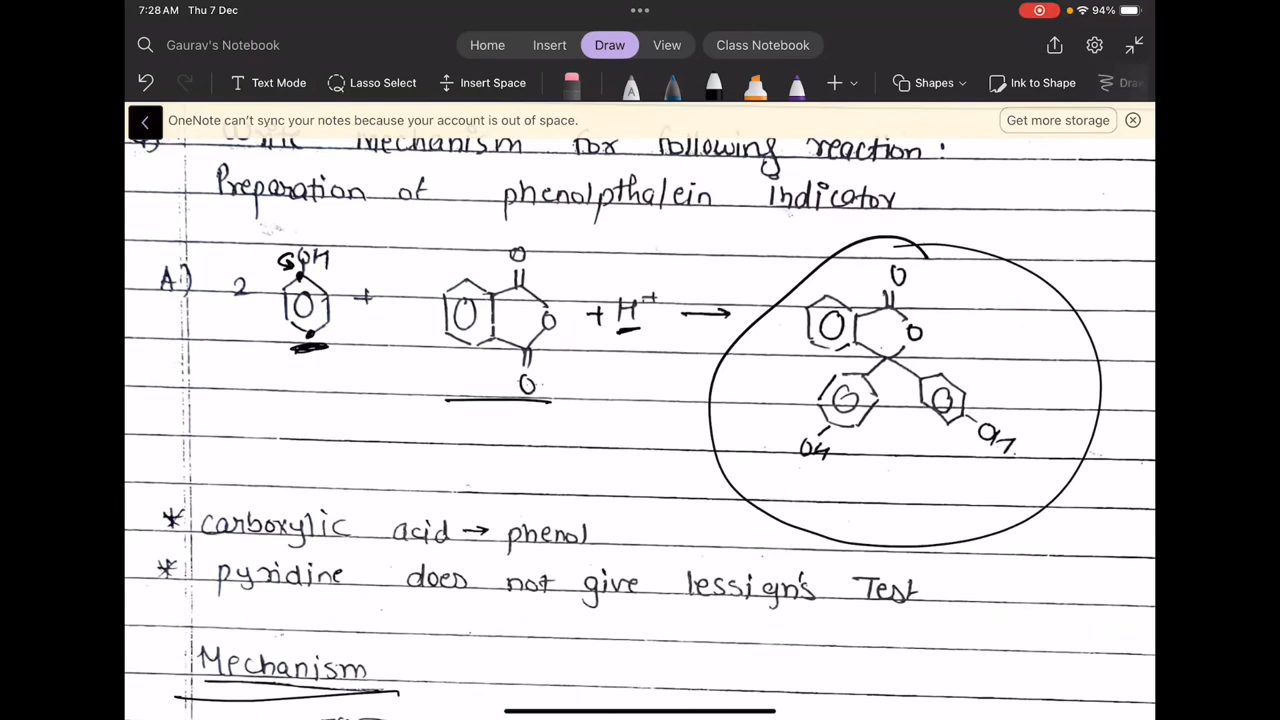 7:28 AM Thu 7 Dec
94%
Gaurav's Notebook
Home Insert Draw View Class Notebook
Text Mode Lasso Select Insert Space Shapes Ink to Shape Draw
OneNote can't sync your notes because your account is out of space. Get more storage
Mechanism for following reaction :
Preparation of phenolpthalein Indicator
A) 2 OH + O O O + H+ → O O OH OH
* carboxylic acid → phenol
* pyridine does not give lessign's Test
Mechanism